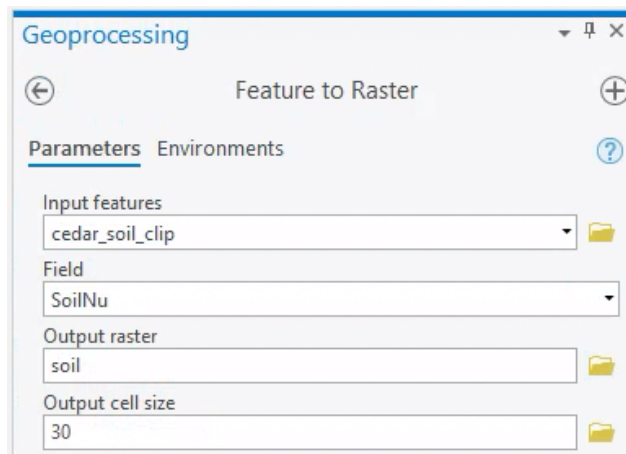 Geoprocessing
Feature to Raster
Parameters Environments
Input features
cedar_soil_clip
Field
SoilNu
Output raster
soil
Output cell size
30